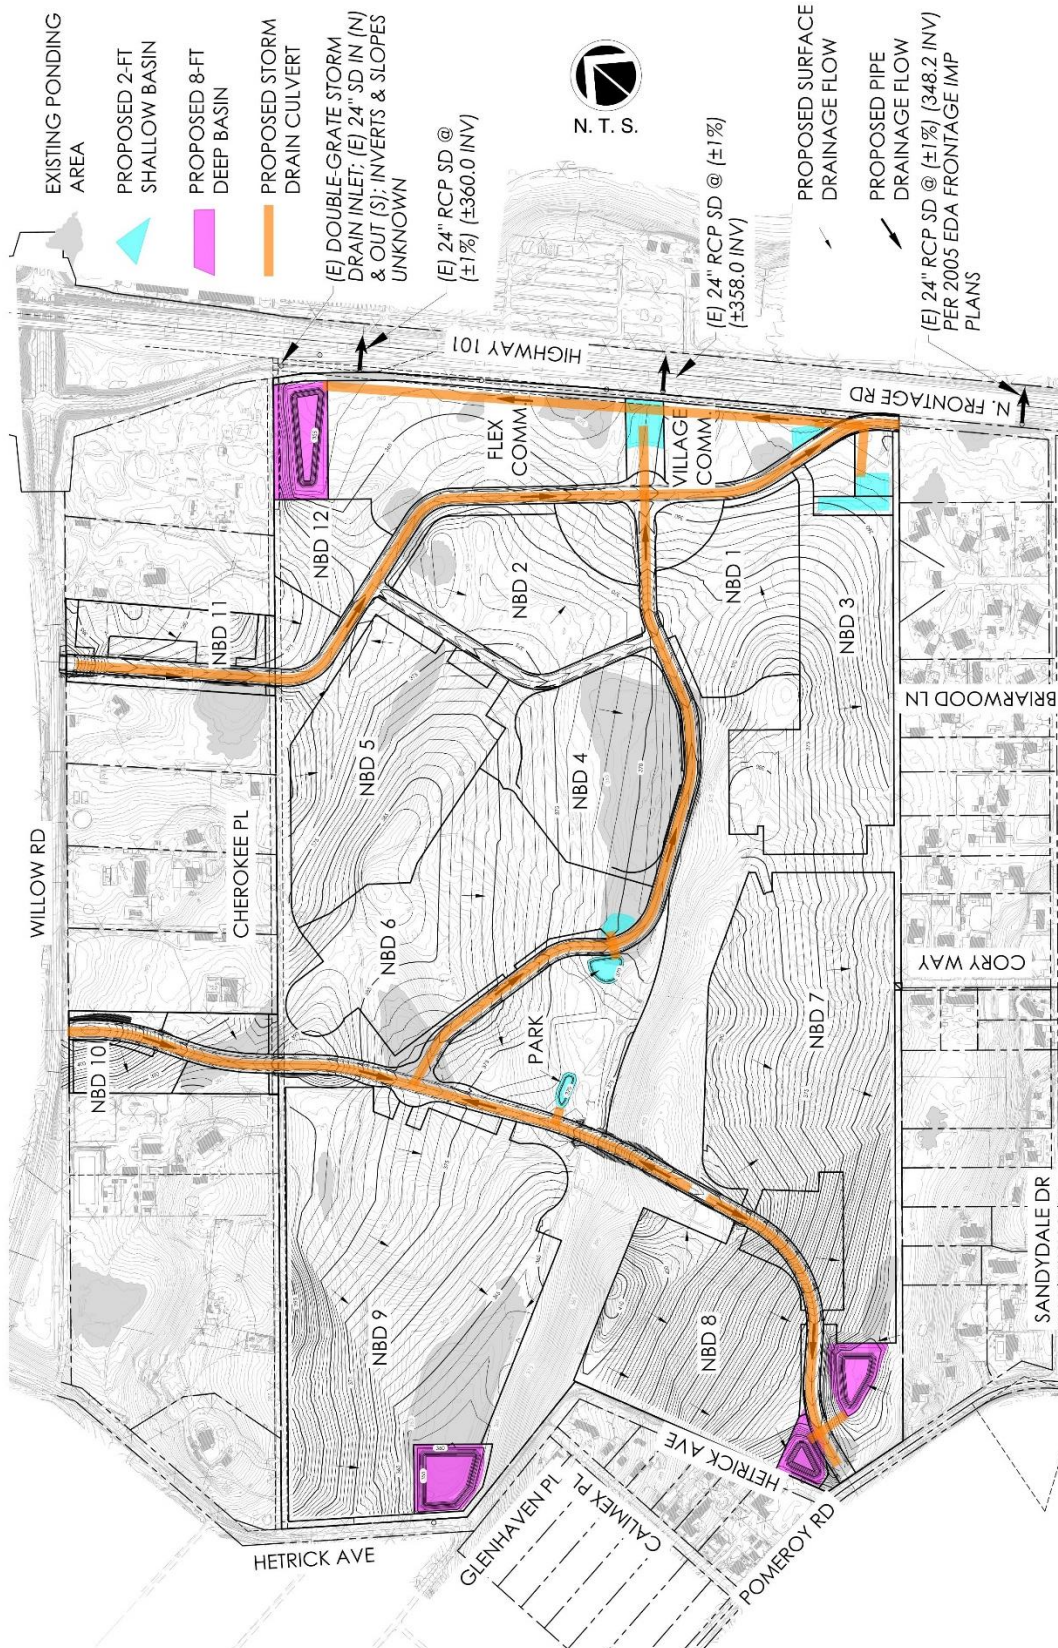 EXISTING PONDING
AREA
PROPOSED 2-FT
SHALLOW BASIN
PROPOSED 8-FT
DEEP BASIN
PROPOSED STORM
DRAIN CULVERT
(E) DOUBLE-GRATE STORM
DRAIN INLET; (E) 24" SD IN (N)
& OUT (S); INVERTS & SLOPES
UNKNOWN
(E) 24" RCP SD @
(±1%) (±360.0 INV)
N. T. S.
(E) 24" RCP SD @ (±1%)
(±358.0 INV)
PROPOSED SURFACE
DRAINAGE FLOW
PROPOSED PIPE
DRAINAGE FLOW
(E) 24" RCP SD @ (±1%) (348.2 INV)
PER 2005 EDA FRONTAGE IMP
PLANS
HIGHWAY 101
N. FRONTAGE RD
FLEX
COMM.
VILLAGE
COMM.
NBD 12
NBD 11
NBD 2
NBD 1
NBD 3
NBD 5
NBD 4
NBD 6
NBD 10
PARK
NBD 7
NBD 9
NBD 8
WILLOW RD
CHEROKEE PL
BRIARWOOD LN
CORY WAY
SANDYDALE DR
HETRICK AVE
HETRICK AVE
GLENHAVEN PL
CALIMEX PL
POMEROY RD